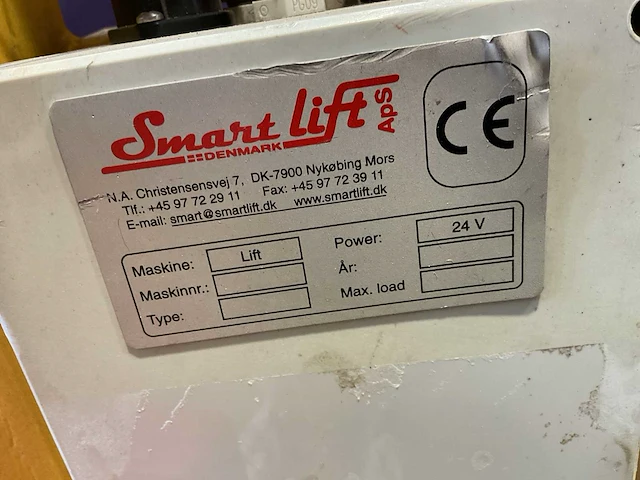 PG09
Smart lift ApS
DENMARK
N.A. Christensensvej 7, DK-7900 Nykøbing Mors
Tlf.: +45 97 72 29 11 Fax: +45 97 72 39 11
E-mail: smart@smartlift.dk www.smartlift.dk
CE
Maskine: Lift
Maskinnr.:
Type:
Power: 24 V
År:
Max. load